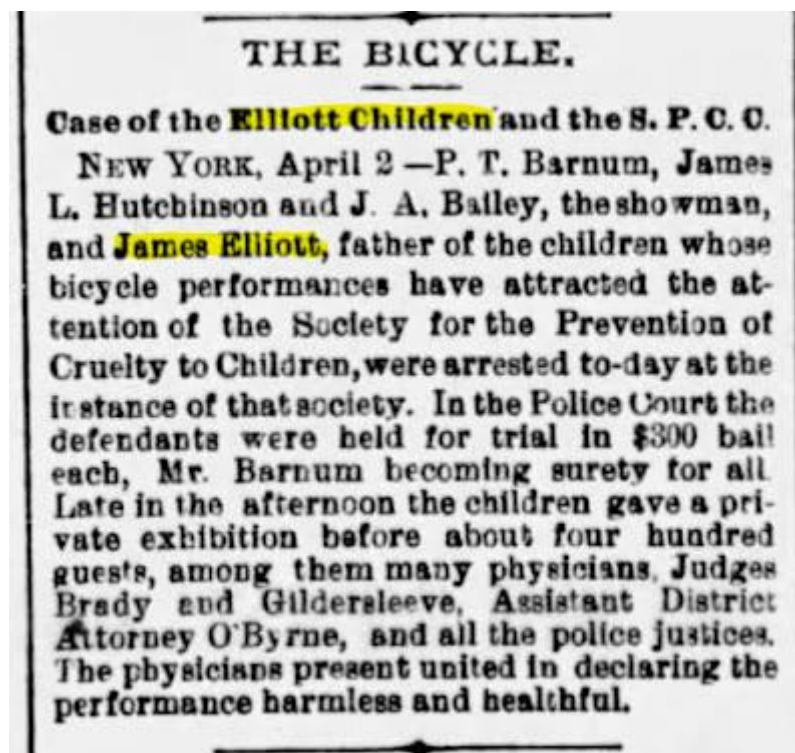 THE BICYCLE.
Case of the Elliott Children and the S. P. C. C.
NEW YORK, April 2 —P. T. Barnum, James
L. Hutchinson and J. A. Bailey, the showman,
and James Elliott, father of the children whose
bicycle performances have attracted the at-
tention of the Society for the Prevention of
Cruelty to Children, were arrested to-day at the
instance of that society. In the Police Court the
defendants were held for trial in $300 bail
each, Mr. Barnum becoming surety for all.
Late in the afternoon the children gave a pri-
vate exhibition before about four hundred
guests, among them many physicians, Judges
Brady and Gildersleeve, Assistant District
Attorney O'Byrne, and all the police justices.
The physicians present united in declaring the
performance harmless and healthful.